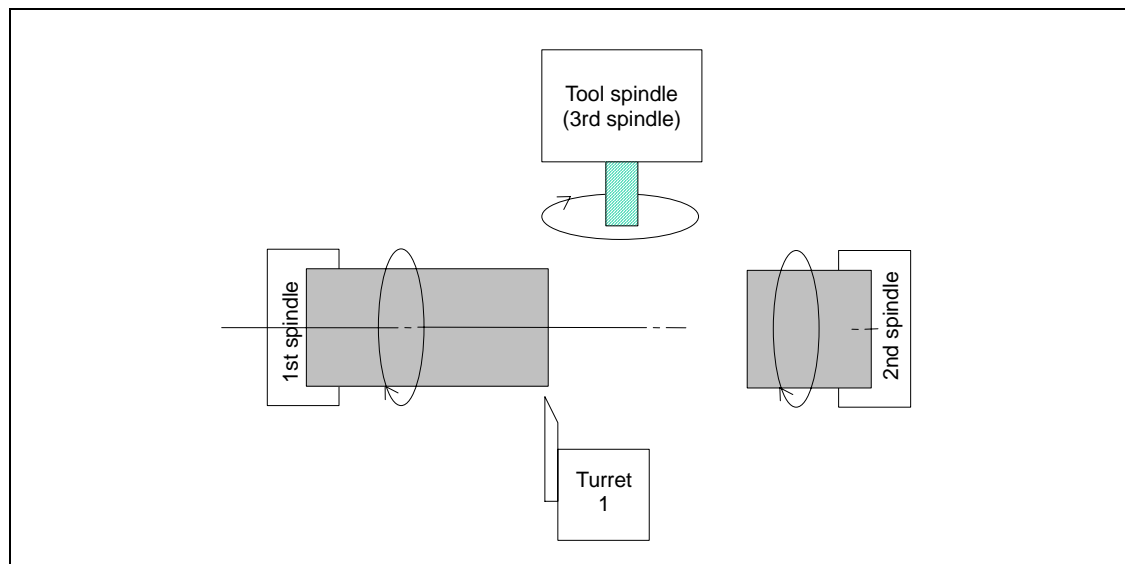 Tool spindle
(3rd spindle)
1st spindle
2nd spindle
Turret
1